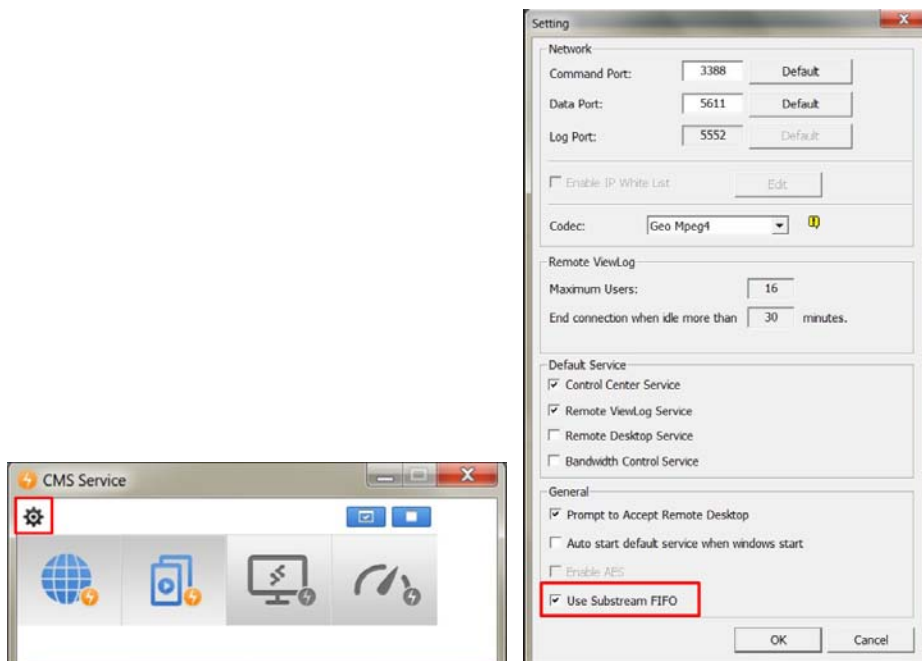 CMS Service
Setting
Network
Command Port: 3388 Default
Data Port: 5611 Default
Log Port: 5552 Default
Enable IP White List Edit
Codec: Geo Mpeg4
Remote ViewLog
Maximum Users: 16
End connection when idle more than 30 minutes.
Default Service
Control Center Service
Remote ViewLog Service
Remote Desktop Service
Bandwidth Control Service
General
Prompt to Accept Remote Desktop
Auto start default service when windows start
Enable AES
Use Substream FIFO
OK Cancel